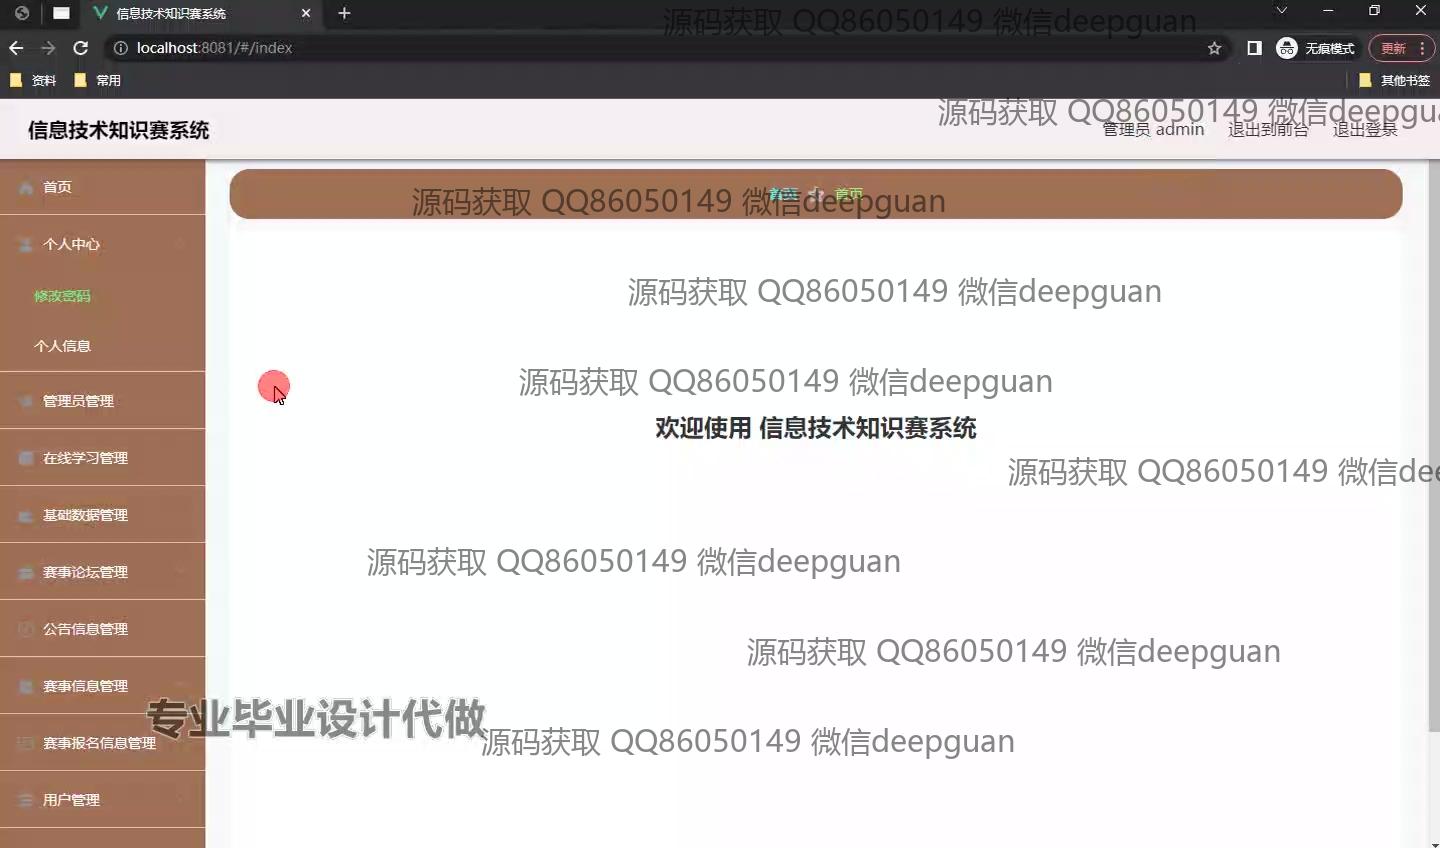 信息技术知识赛系统
源码获取 QQ86050149 微信deepguan
localhost:8081/#/index
无痕模式
更新
资料
常用
其他书签
源码获取 QQ86050149 微信deepgua
信息技术知识赛系统
管理员 admin
退出到前台
退出登录
首页
首页
首页
源码获取 QQ86050149 微信deepguan
个人中心
修改密码
源码获取 QQ86050149 微信deepguan
个人信息
源码获取 QQ86050149 微信deepguan
管理员管理
欢迎使用 信息技术知识赛系统
在线学习管理
源码获取 QQ86050149 微信dee
基础数据管理
源码获取 QQ86050149 微信deepguan
赛事论坛管理
公告信息管理
源码获取 QQ86050149 微信deepguan
赛事信息管理
专业毕业设计代做
赛事报名信息管理
源码获取 QQ86050149 微信deepguan
用户管理